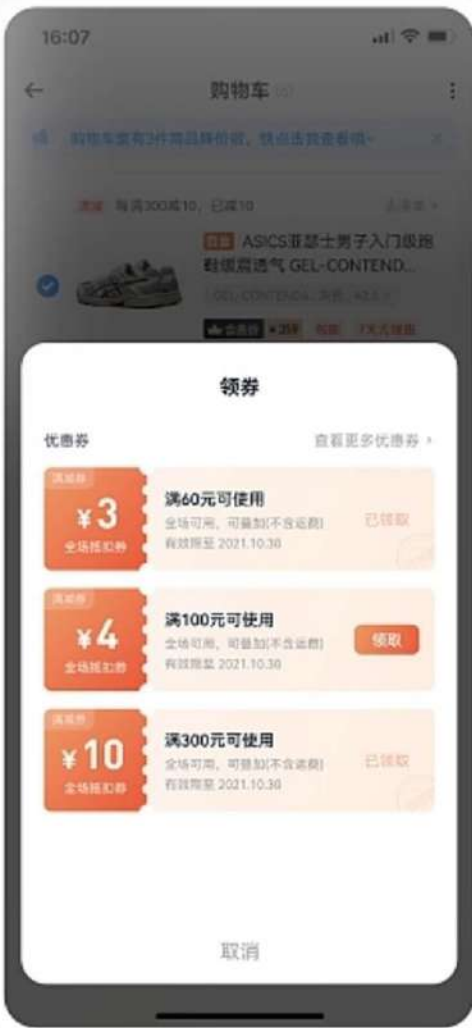 16:07
购物车
购物车里有3件商品降价啦，快点击我查看哦~
满减 每满300减10，已减10
自营 ASICS亚瑟士男子入门级跑
鞋缓震透气 GEL-CONTEND...
领券
优惠券
查看更多优惠券
满减券
¥3
全场抵扣券
满60元可使用
全场可用，可叠加(不含运费)
有效期至 2021.10.30
已领取
满减券
¥4
全场抵扣券
满100元可使用
全场可用，可叠加(不含运费)
有效期至 2021.10.30
领取
满减券
¥10
全场抵扣券
满300元可使用
全场可用，可叠加(不含运费)
有效期至 2021.10.30
已领取
取消